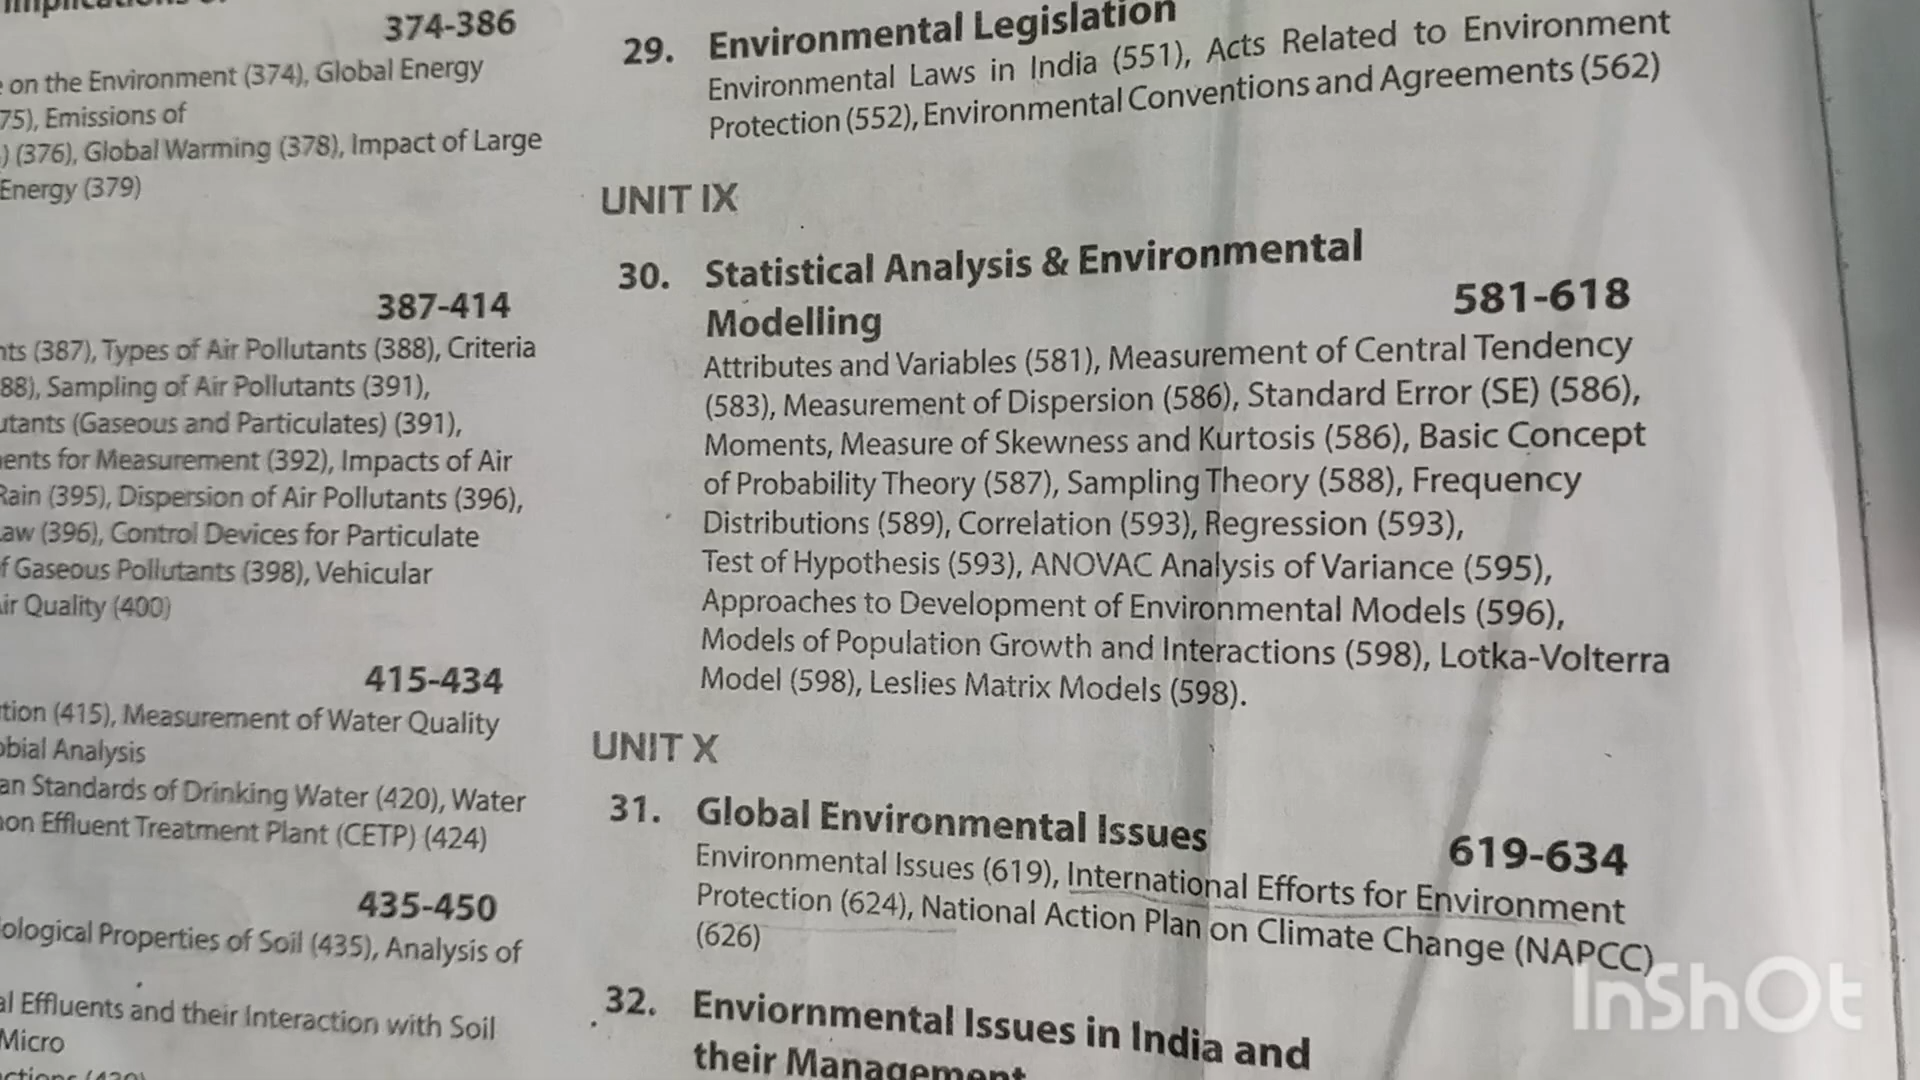 374-386
on the Environment (374), Global Energy
75), Emissions of
) (376), Global Warming (378), Impact of Large
Energy (379)
387-414
nts (387), Types of Air Pollutants (388), Criteria
88), Sampling of Air Pollutants (391),
utants (Gaseous and Particulates) (391),
ents for Measurement (392), Impacts of Air
Rain (395), Dispersion of Air Pollutants (396),
Law (396), Control Devices for Particulate
f Gaseous Pollutants (398), Vehicular
ir Quality (400)
415-434
tion (415), Measurement of Water Quality
obial Analysis
an Standards of Drinking Water (420), Water
on Effluent Treatment Plant (CETP) (424)
435-450
ological Properties of Soil (435), Analysis of
al Effluents and their Interaction with Soil
Micro
29. Environmental Legislation
Environmental Laws in India (551), Acts Related to Environment
Protection (552), Environmental Conventions and Agreements (562)
UNIT IX
30. Statistical Analysis & Environmental
Modelling 581-618
Attributes and Variables (581), Measurement of Central Tendency
(583), Measurement of Dispersion (586), Standard Error (SE) (586),
Moments, Measure of Skewness and Kurtosis (586), Basic Concept
of Probability Theory (587), Sampling Theory (588), Frequency
Distributions (589), Correlation (593), Regression (593),
Test of Hypothesis (593), ANOVAC Analysis of Variance (595),
Approaches to Development of Environmental Models (596),
Models of Population Growth and Interactions (598), Lotka-Volterra
Model (598), Leslies Matrix Models (598).
UNIT X
31. Global Environmental Issues 619-634
Environmental Issues (619), International Efforts for Environment
Protection (624), National Action Plan on Climate Change (NAPCC)
(626)
32. Enviornmental Issues in India and
their Management
InShOt